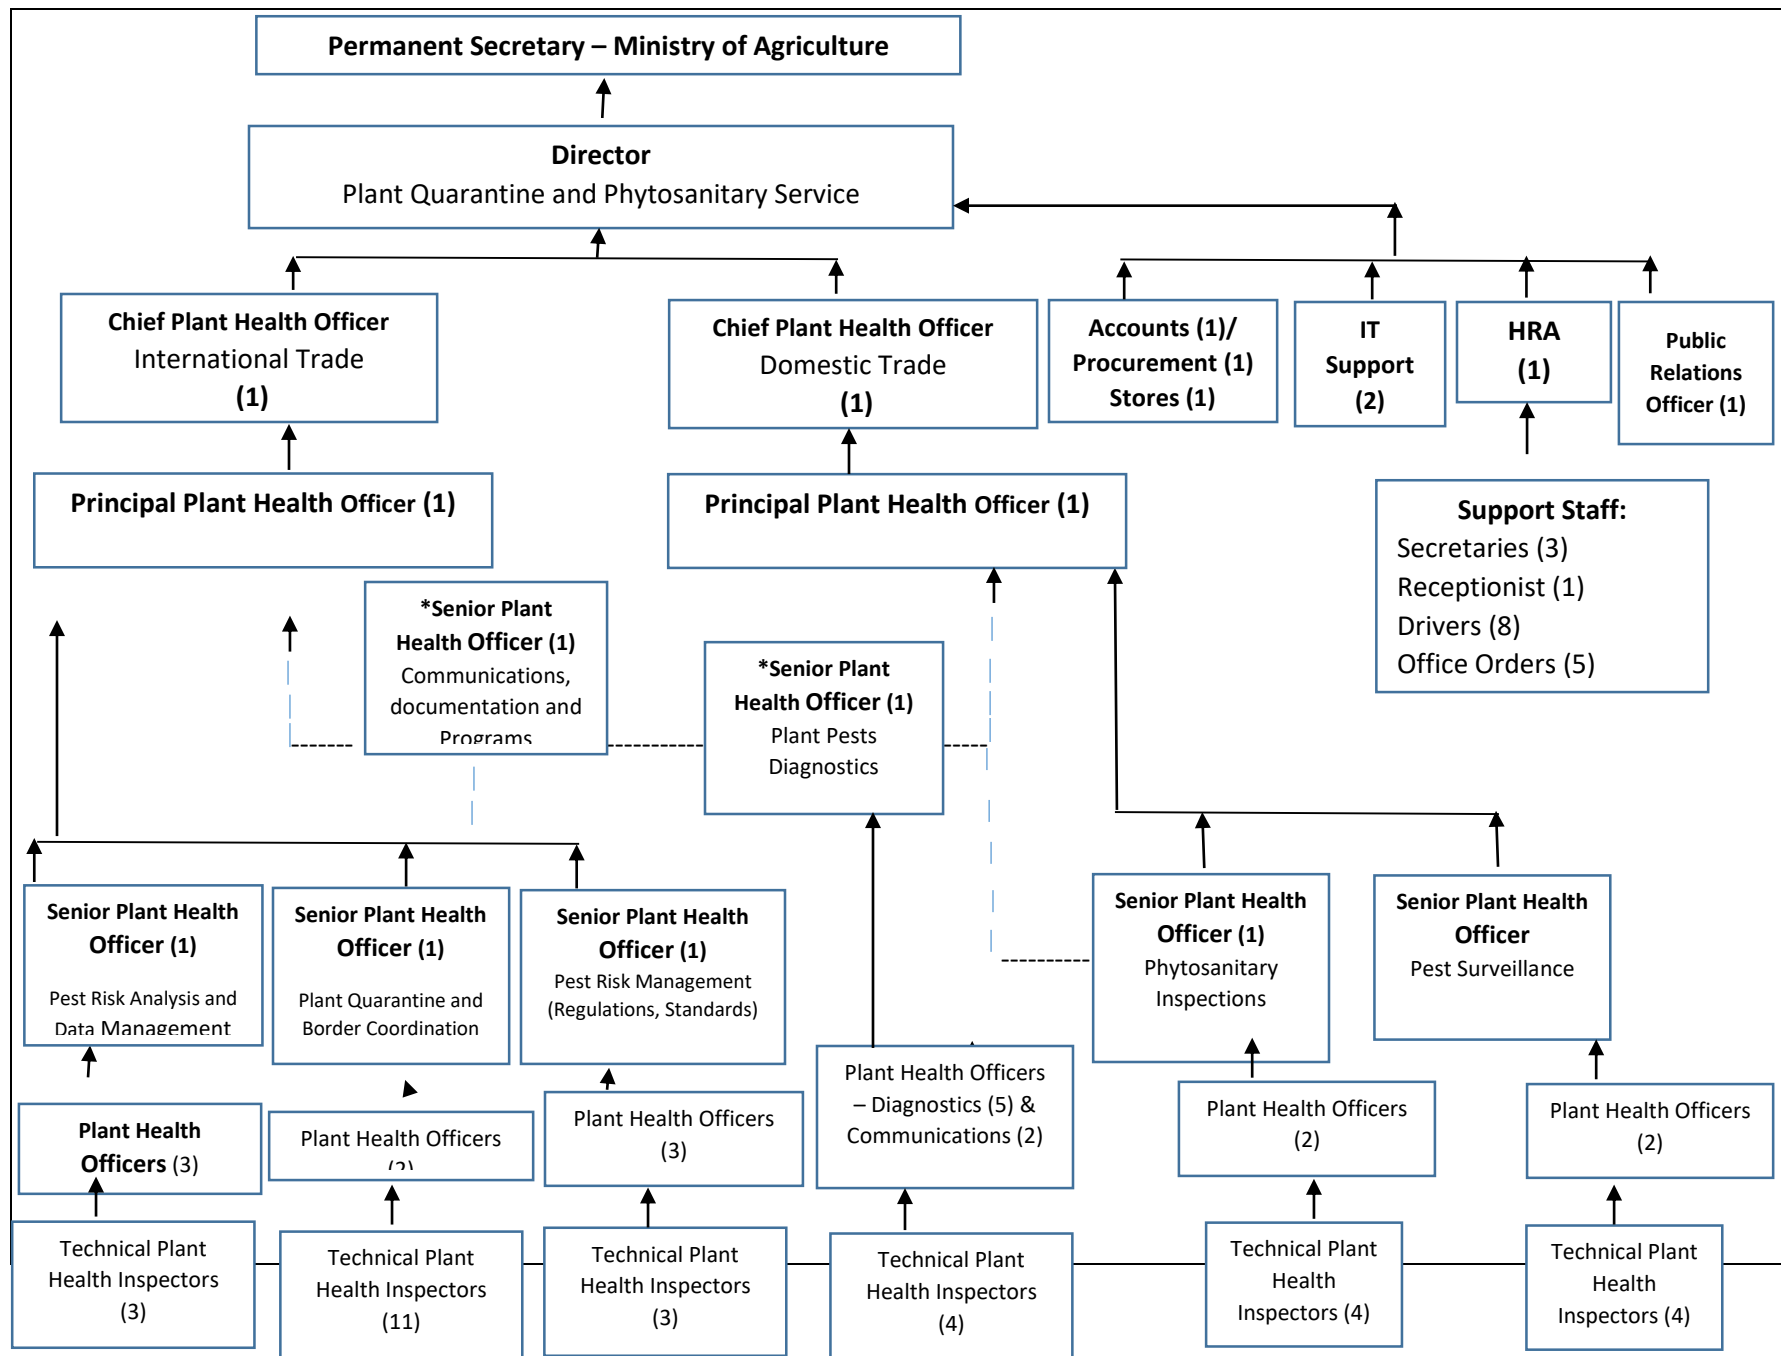 Permanent Secretary – Ministry of Agriculture
Director
Plant Quarantine and Phytosanitary Service
Chief Plant Health Officer
International Trade
(1)
Chief Plant Health Officer
Domestic Trade
(1)
Accounts (1)/
Procurement (1)
Stores (1)
IT
Support
(2)
HRA
(1)
Public
Relations
Officer (1)
Principal Plant Health Officer (1)
Principal Plant Health Officer (1)
Support Staff:
Secretaries (3)
Receptionist (1)
Drivers (8)
Office Orders (5)
*Senior Plant
Health Officer (1)
Communications,
documentation and
Programs
*Senior Plant
Health Officer (1)
Plant Pests
Diagnostics
Senior Plant Health
Officer (1)
Pest Risk Analysis and
Data Management
Senior Plant Health
Officer (1)
Plant Quarantine and
Border Coordination
Senior Plant Health
Officer (1)
Pest Risk Management
(Regulations, Standards)
Senior Plant Health
Officer (1)
Phytosanitary
Inspections
Senior Plant Health
Officer
Pest Surveillance
Plant Health
Officers (3)
Plant Health Officers
Plant Health Officers
(3)
Plant Health Officers
– Diagnostics (5) &
Communications (2)
Plant Health Officers
(2)
Plant Health Officers
(2)
Technical Plant
Health Inspectors
(3)
Technical Plant
Health Inspectors
(11)
Technical Plant
Health Inspectors
(3)
Technical Plant
Health Inspectors
(4)
Technical Plant
Health
Inspectors (4)
Technical Plant
Health
Inspectors (4)